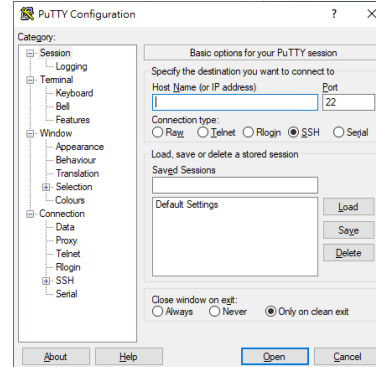 PuTTY Configuration
? ×
Category:
Session
Logging
Terminal
Keyboard
Bell
Features
Window
Appearance
Behaviour
Translation
Selection
Colours
Connection
Data
Proxy
Telnet
Rlogin
SSH
Serial
Basic options for your PuTTY session
Specify the destination you want to connect to
Host Name (or IP address) Port
22
Connection type:
Raw Telnet Rlogin SSH Serial
Load, save or delete a stored session
Saved Sessions
Default Settings
Load
Save
Delete
Close window on exit:
Always Never Only on clean exit
About Help Open Cancel